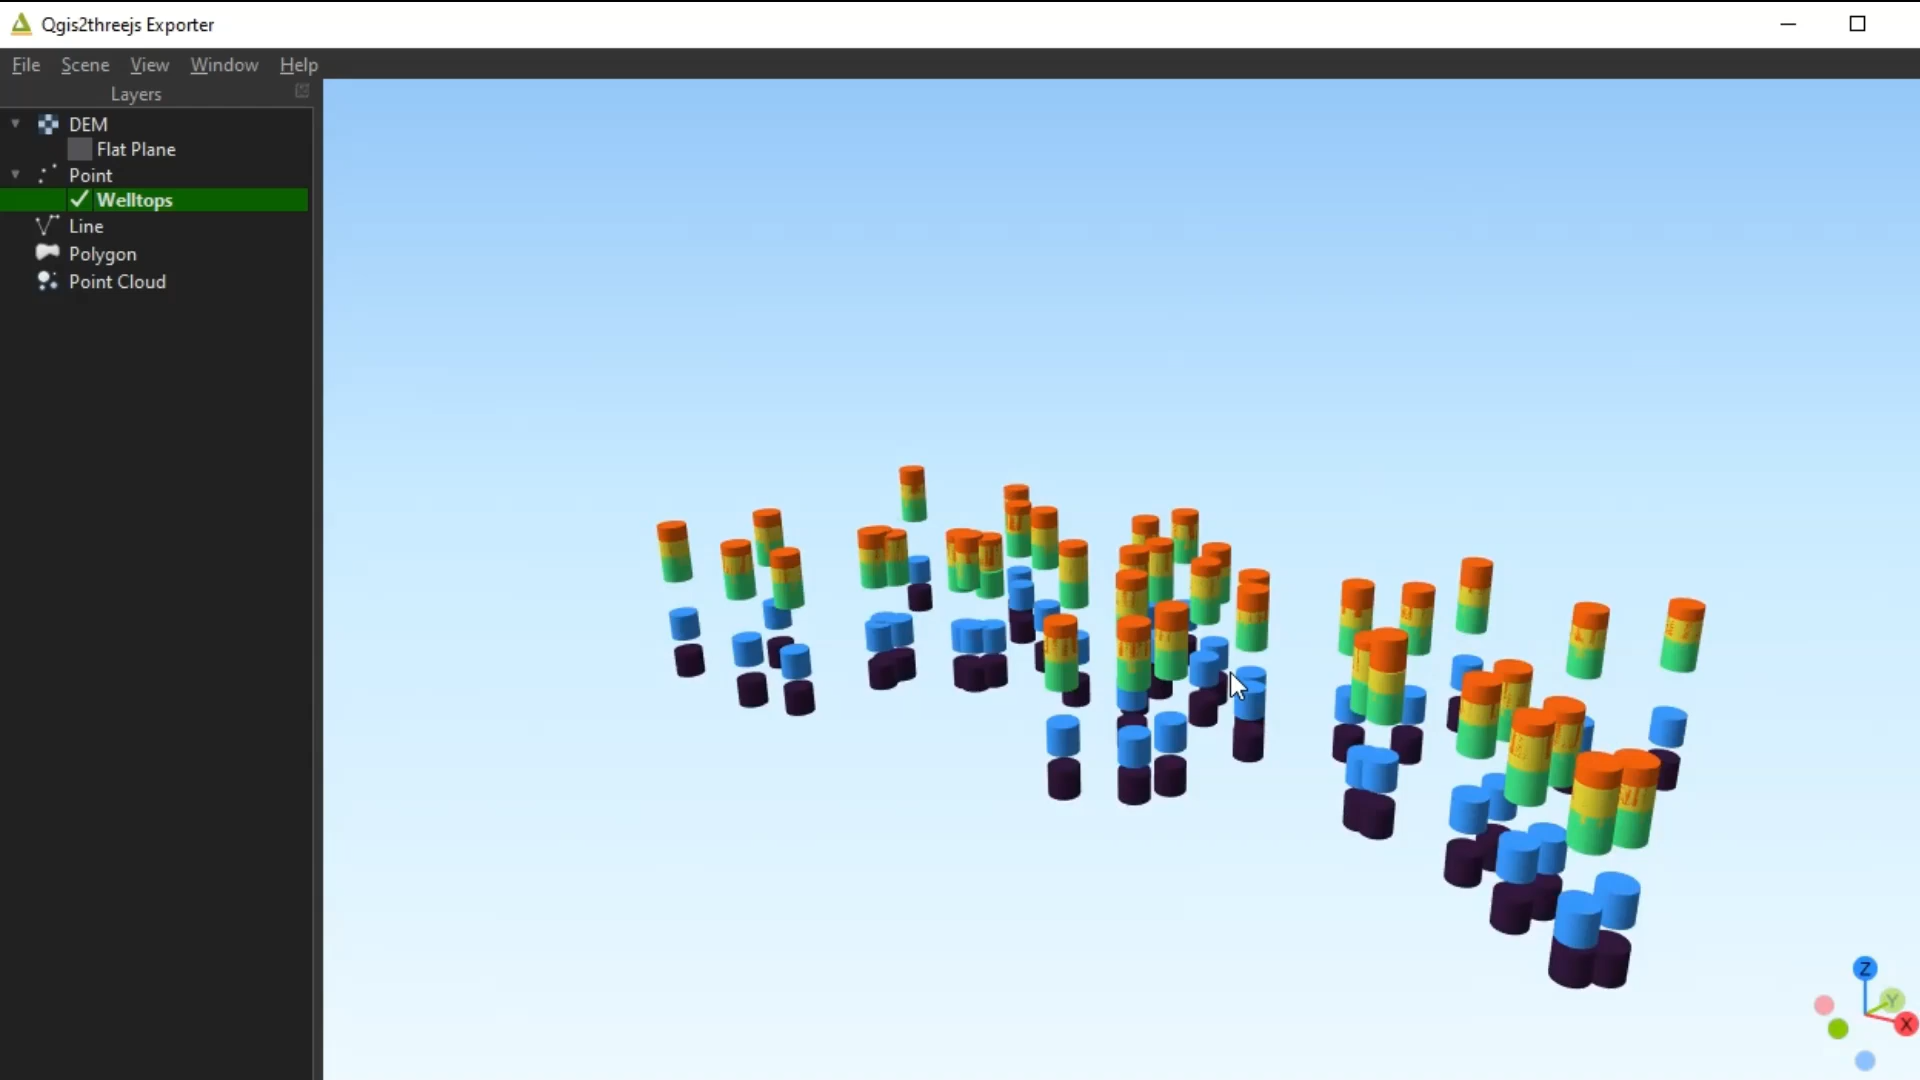 Qgis2threejs Exporter
File Scene View Window Help
Layers
DEM
Flat Plane
Point
Welltops
Line
Polygon
Point Cloud
Z
Y
X